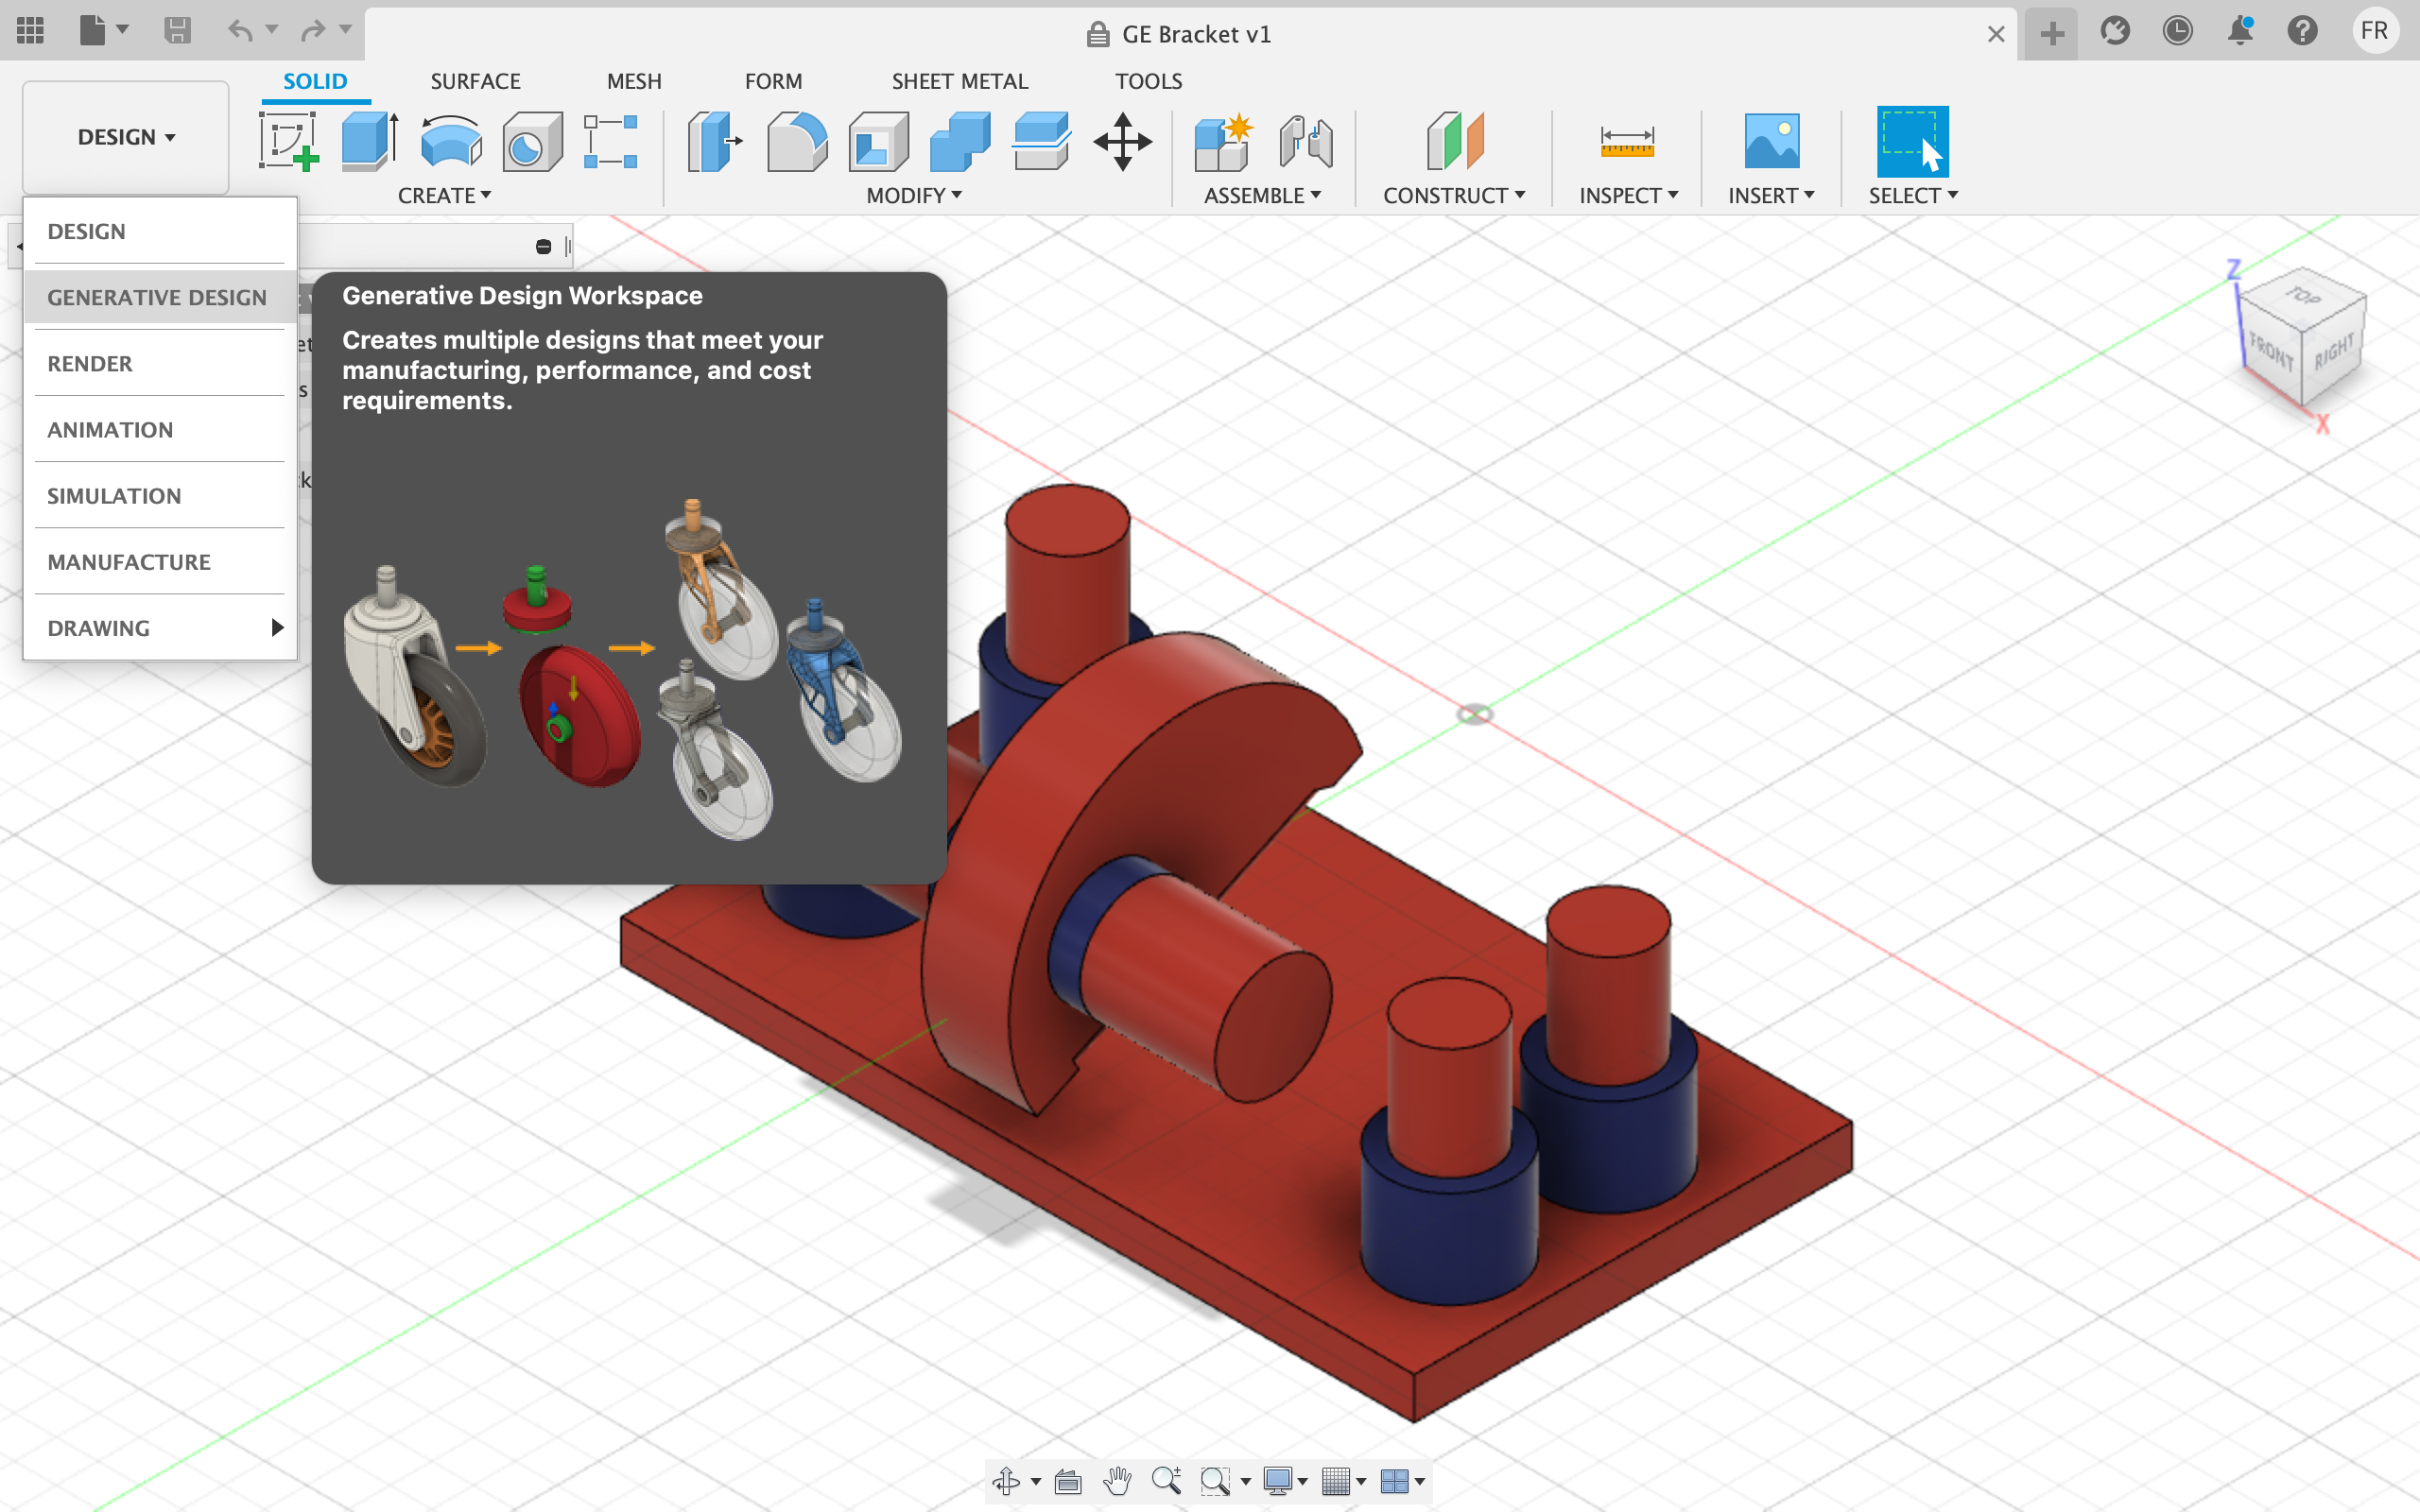 GE Bracket v1
FR
SOLID
SURFACE
MESH
FORM
SHEET METAL
TOOLS
DESIGN
CREATE
MODIFY
ASSEMBLE
CONSTRUCT
INSPECT
INSERT
SELECT
DESIGN
GENERATIVE DESIGN
RENDER
ANIMATION
SIMULATION
MANUFACTURE
DRAWING
Generative Design Workspace
Creates multiple designs that meet your
manufacturing, performance, and cost
requirements.
Z
TOP
FRONT
RIGHT
X